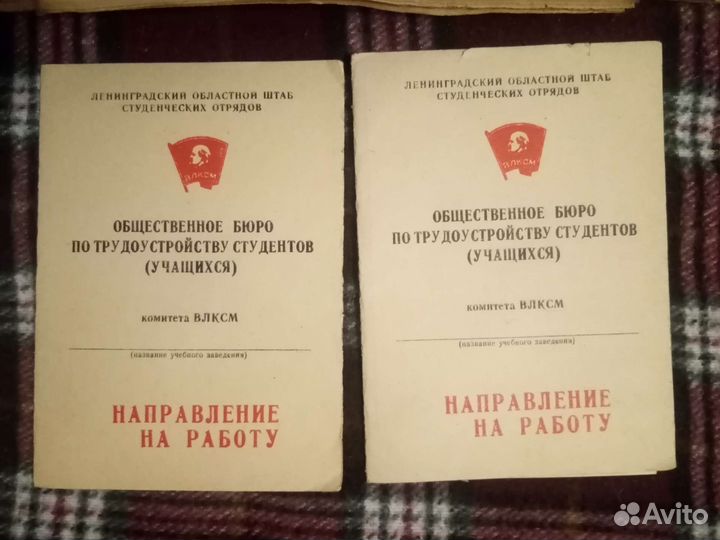 ЛЕНИНГРАДСКИЙ ОБЛАСТНОЙ ШТАБ
СТУДЕНЧЕСКИХ ОТРЯДОВ
ВЛКСМ
ОБЩЕСТВЕННОЕ БЮРО
ПО ТРУДОУСТРОЙСТВУ СТУДЕНТОВ
(УЧАЩИХСЯ)
комитета ВЛКСМ
(название учебного заведения)
НАПРАВЛЕНИЕ
НА РАБОТУ
ЛЕНИНГРАДСКИЙ ОБЛАСТНОЙ ШТАБ
СТУДЕНЧЕСКИХ ОТРЯДОВ
ВЛКСМ
ОБЩЕСТВЕННОЕ БЮРО
ПО ТРУДОУСТРОЙСТВУ СТУДЕНТОВ
(УЧАЩИХСЯ)
комитета ВЛКСМ
(название учебного заведения)
НАПРАВЛЕНИЕ
НА РАБОТУ
Avito